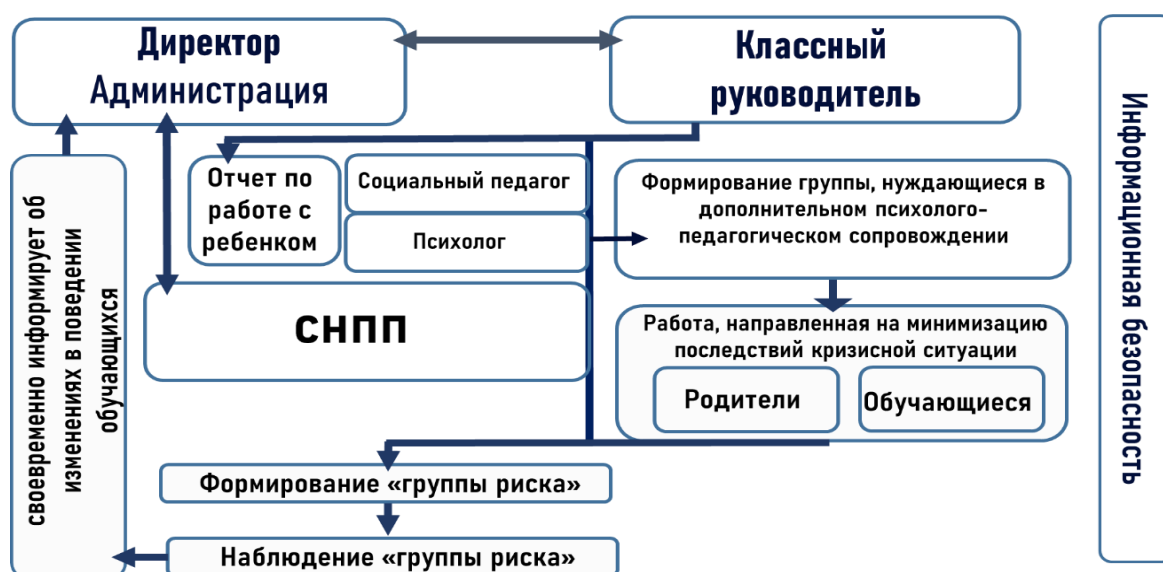 Директор
Администрация
Классный
руководитель
Отчет по
работе с
ребенком
Социальный педагог
Психолог
Формирование группы, нуждающиеся в
дополнительном психолого-
педагогическом сопровождении
СНПП
Работа, направленная на минимизацию
последствий кризисной ситуации
Родители
Обучающиеся
Формирование «группы риска»
Наблюдение «группы риска»
своевременно информирует об
изменениях в поведении
обучающихся
Информационная безопасность